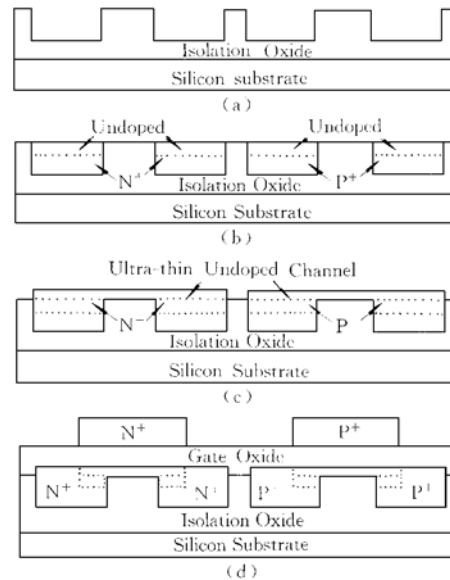 Isolation Oxide
Silicon substrate
(a)
Undoped Undoped
N+ P+
Isolation Oxide
Silicon Substrate
(b)
Ultra-thin Undoped Channel
N− P
Isolation Oxide
Silicon Substrate
(c)
N+ P+
Gate Oxide
N+ N+ P P+
Isolation Oxide
Silicon Substrate
(d)